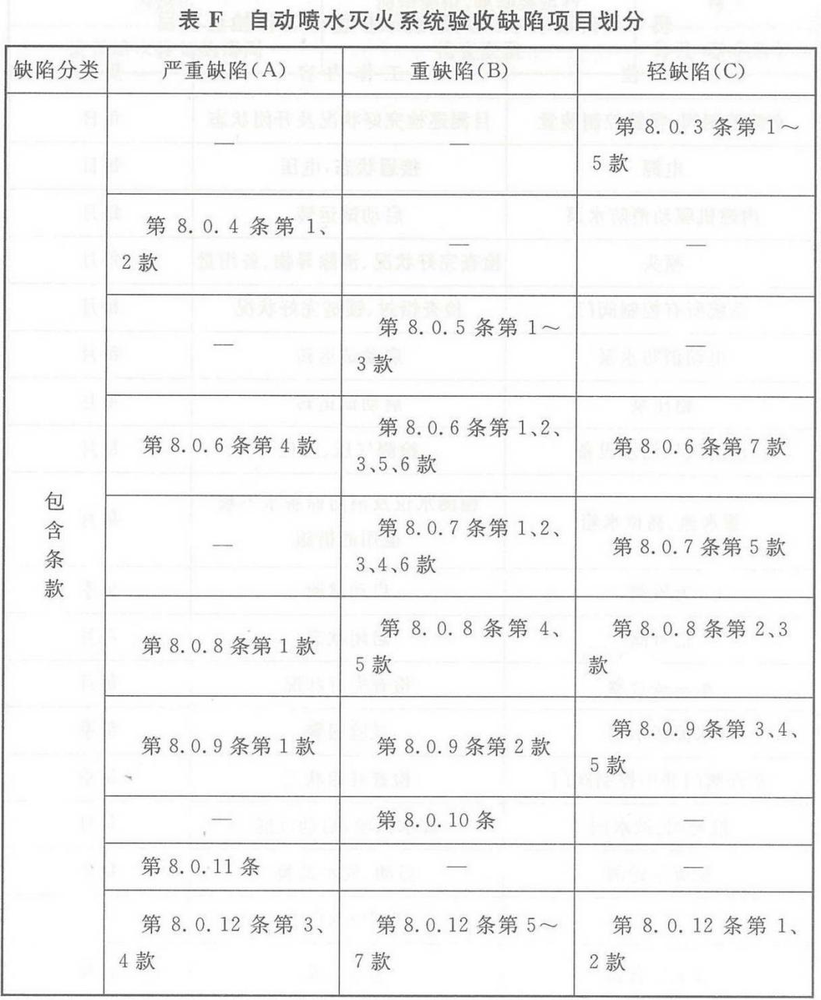 表 F 自动喷水灭火系统验收缺陷项目划分
缺陷分类 严重缺陷(A) 重缺陷(B) 轻缺陷(C)
包含条款
— — 第 8.0.3 条第 1～
5 款
第 8.0.4 条第 1、
2 款
— —
— 第 8.0.5 条第 1～
3 款
—
第 8.0.6 条第 4 款
第 8.0.6 条第 1、2、
3、5、6 款
第 8.0.6 条第 7 款
—
第 8.0.7 条第 1、2、
3、4、6 款
第 8.0.7 条第 5 款
第 8.0.8 条第 1 款
第 8.0.8 条第 4、
5 款
第 8.0.8 条第 2、3
款
第 8.0.9 条第 1 款
第 8.0.9 条第 2 款
第 8.0.9 条第 3、4、
5 款
— 第 8.0.10 条 —
第 8.0.11 条 — —
第 8.0.12 条第 3、
4 款
第 8.0.12 条第 5～
7 款
第 8.0.12 条第 1、
2 款